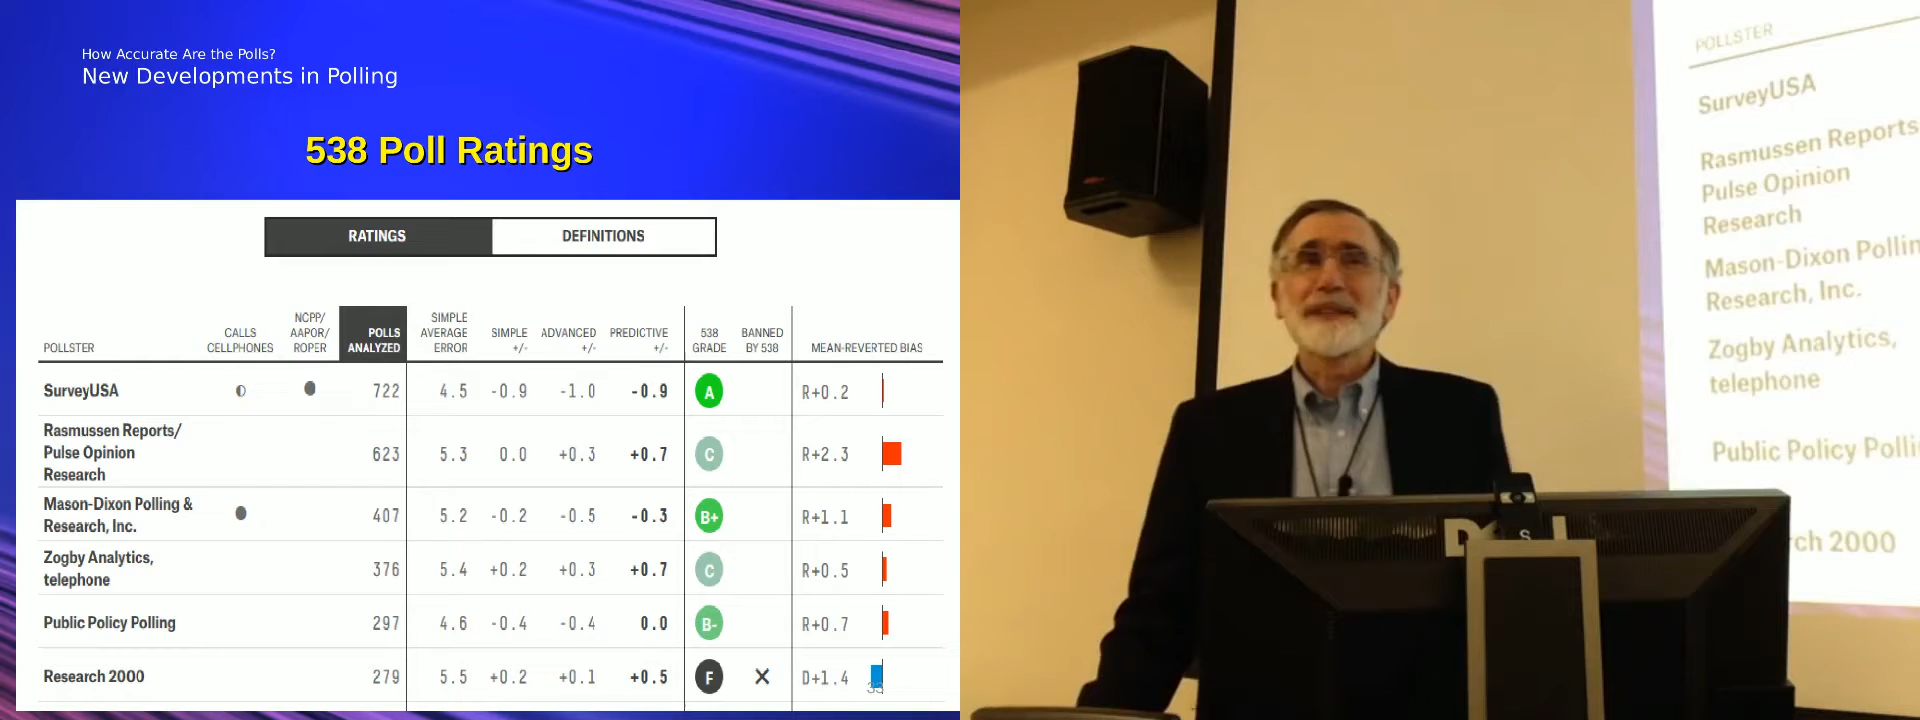 How Accurate Are the Polls?
New Developments in Polling
538 Poll Ratings
RATINGS DEFINITIONS
POLLSTER CALLS CELLPHONES NCPP/ AAPOR/ ROPER POLLS ANALYZED SIMPLE AVERAGE ERROR SIMPLE +/- ADVANCED +/- PREDICTIVE +/- 538 GRADE BANNED BY 538 MEAN-REVERTED BIAS
SurveyUSA 722 4.5 -0.9 -1.0 -0.9 A R+0.2
Rasmussen Reports/
Pulse Opinion 623 5.3 0.0 +0.3 +0.7 C R+2.3
Research
Mason-Dixon Polling &
Research, Inc. 407 5.2 -0.2 -0.5 -0.3 B+ R+1.1
Zogby Analytics,
telephone 376 5.4 +0.2 +0.3 +0.7 C R+0.5
Public Policy Polling 297 4.6 -0.4 -0.4 0.0 B- R+0.7
Research 2000 279 5.5 +0.2 +0.1 +0.5 F X D+1.4
33
POLLSTER
SurveyUSA
Rasmussen Reports
Pulse Opinion
Research
Mason-Dixon Pollin
Research, Inc.
Zogby Analytics,
telephone
Public Policy Polli
rch 2000